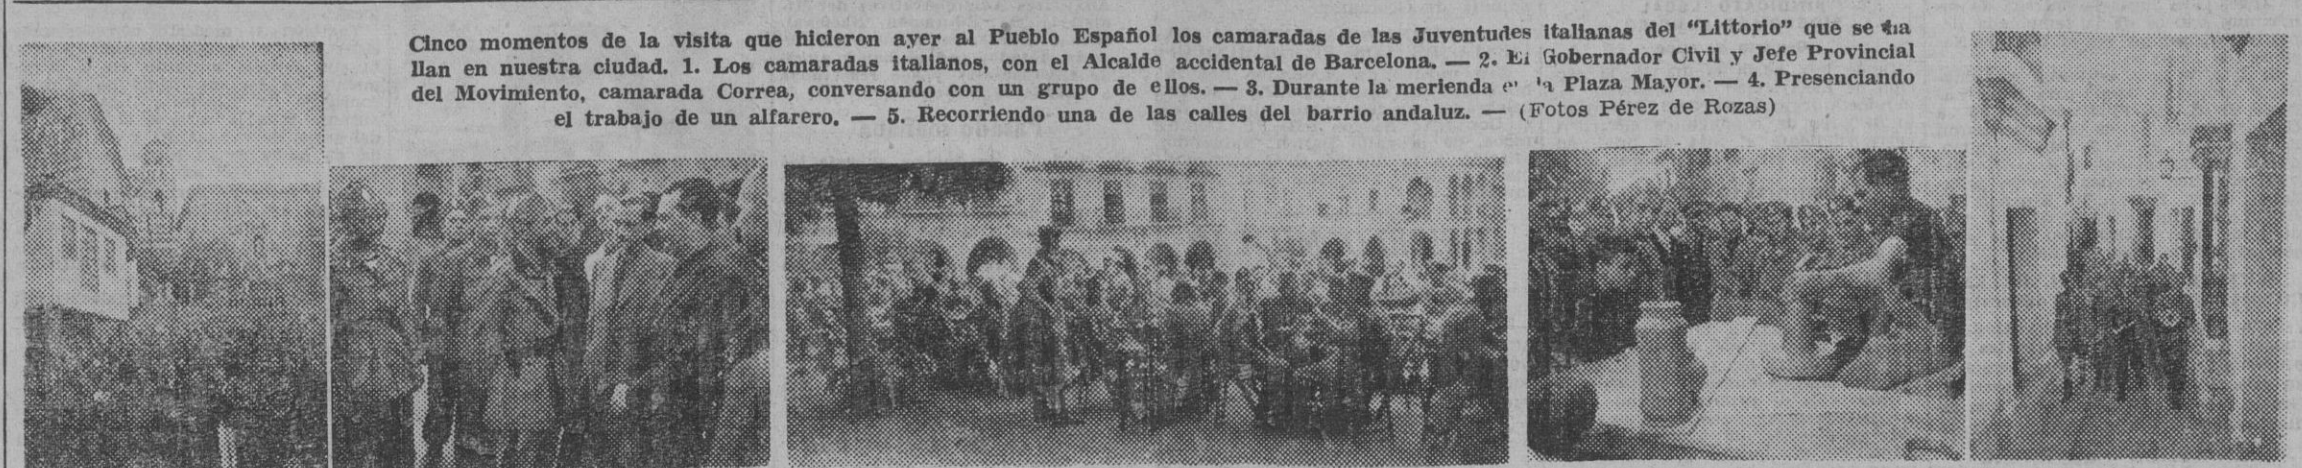 Cinco momentos de la visita que hicieron ayer al Pueblo Español los camaradas de las Juventudes italianas del "Littorio" que se ha
llan en nuestra ciudad. 1. Los camaradas italianos, con el Alcalde accidental de Barcelona. — 2. El Gobernador Civil y Jefe Provincial
del Movimiento, camarada Correa, conversando con un grupo de ellos. — 3. Durante la merienda en la Plaza Mayor. — 4. Presenciando
el trabajo de un alfarero. — 5. Recorriendo una de las calles del barrio andaluz. — (Fotos Pérez de Rozas)